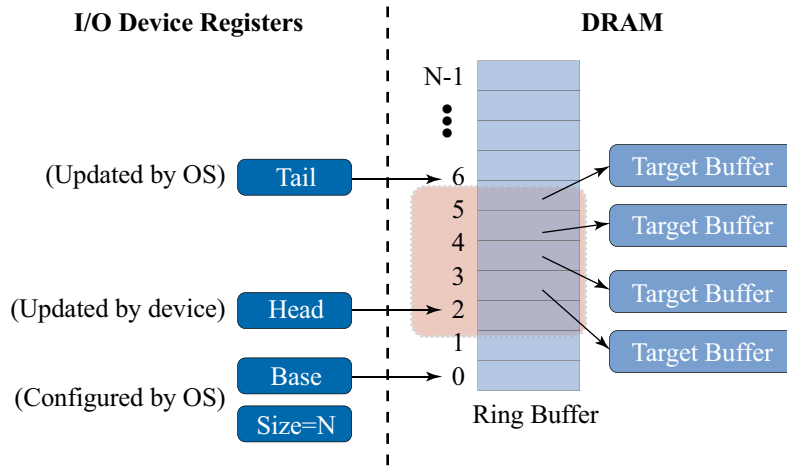 I/O Device Registers
DRAM
N-1
(Updated by OS)
Tail
6
5
4
3
2
1
0
Target Buffer
Target Buffer
Target Buffer
Target Buffer
(Updated by device)
Head
Base
(Configured by OS)
Size=N
Ring Buffer